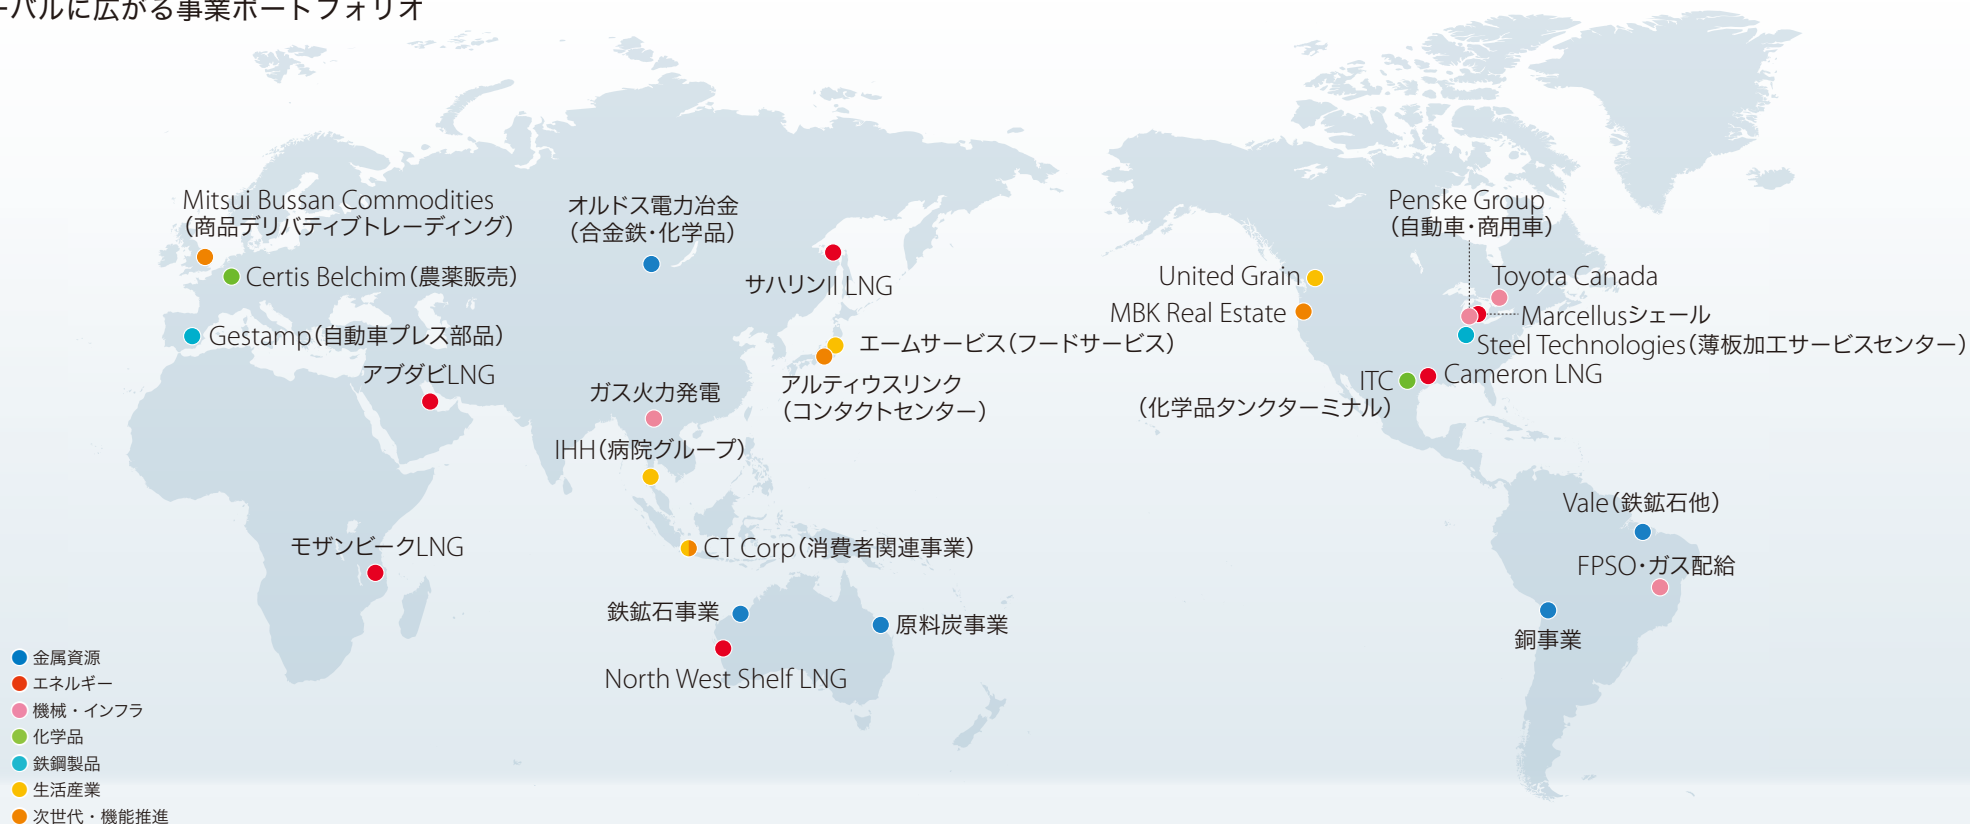 ーバルに広がる事業ポートフォリオ
Mitsui Bussan Commodities
（商品デリバティブトレーディング）
Certis Belchim（農薬販売）
Gestamp（自動車プレス部品）
アブダビLNG
モザンビークLNG
オルドス電力冶金
（合金鉄・化学品）
サハリンII LNG
エームサービス（フードサービス）
アルティウスリンク
（コンタクトセンター）
ガス火力発電
IHH（病院グループ）
CT Corp（消費者関連事業）
鉄鉱石事業
原料炭事業
North West Shelf LNG
Penske Group
（自動車・商用車）
United Grain
Toyota Canada
MBK Real Estate
Marcellusシェール
Steel Technologies（薄板加工サービスセンター）
ITC
（化学品タンクターミナル）
Cameron LNG
Vale（鉄鉱石他）
FPSO・ガス配給
銅事業
金属資源
エネルギー
機械・インフラ
化学品
鉄鋼製品
生活産業
次世代・機能推進